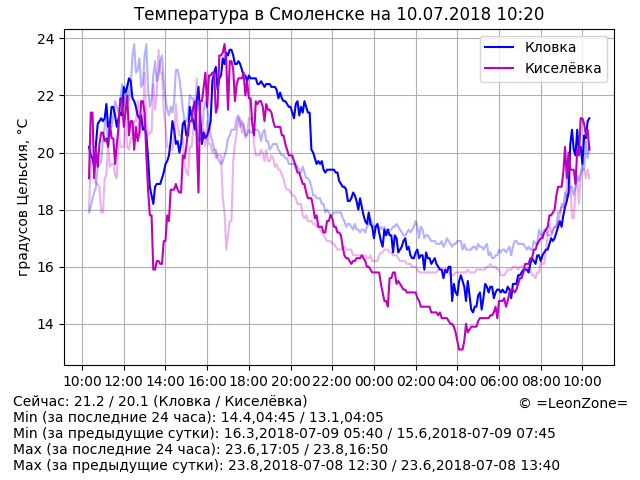 Температура в Смоленске на 10.07.2018 10:20
градусов Цельсия, °C
24
22
20
18
16
14
Кловка
Киселёвка
10:00 12:00 14:00 16:00 18:00 20:00 22:00 00:00 02:00 04:00 06:00 08:00 10:00
Сейчас: 21.2 / 20.1 (Кловка / Киселёвка)
© =LeonZone=
Min (за последние 24 часа): 14.4,04:45 / 13.1,04:05
Min (за предыдущие сутки): 16.3,2018-07-09 05:40 / 15.6,2018-07-09 07:45
Max (за последние 24 часа): 23.6,17:05 / 23.8,16:50
Max (за предыдущие сутки): 23.8,2018-07-08 12:30 / 23.6,2018-07-08 13:40